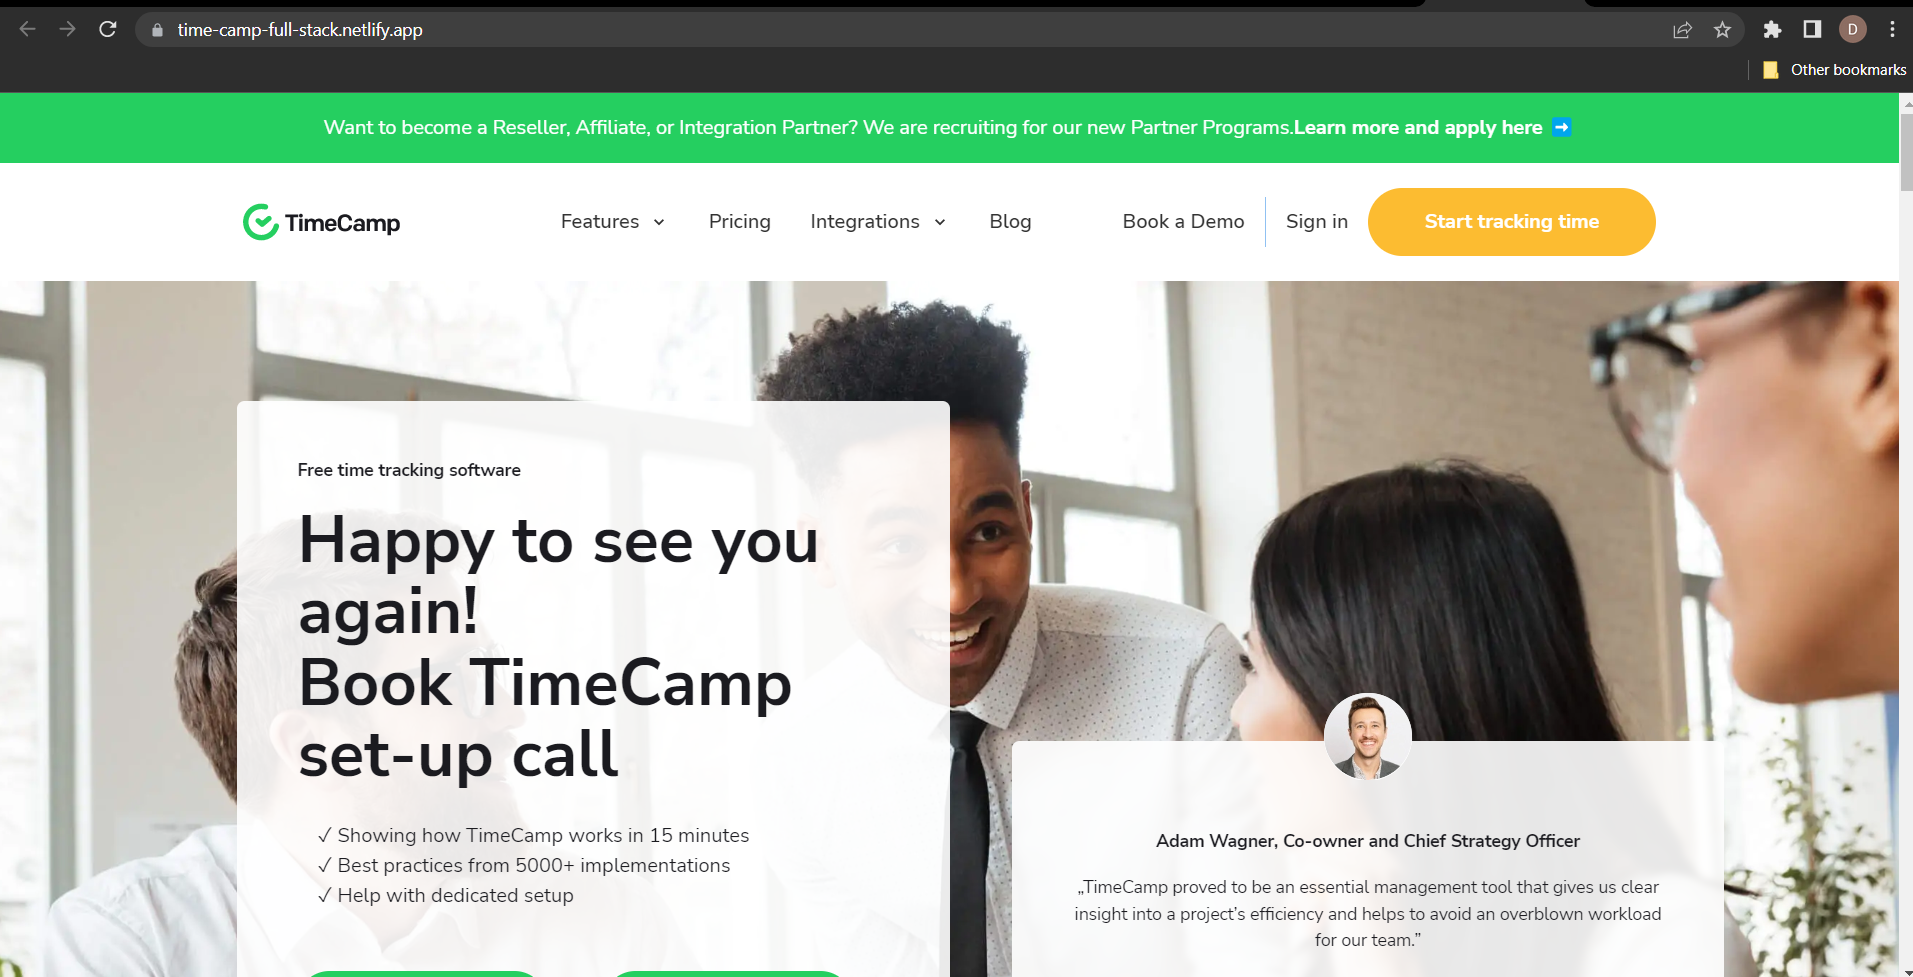 time-camp-full-stack.netlify.app
D
Other bookmarks
Want to become a Reseller, Affiliate, or Integration Partner? We are recruiting for our new Partner Programs.Learn more and apply here ➡
TimeCamp
Features
Pricing
Integrations
Blog
Book a Demo
Sign in
Start tracking time
Free time tracking software
Happy to see you
again!
Book TimeCamp
set-up call
✓ Showing how TimeCamp works in 15 minutes
✓ Best practices from 5000+ implementations
✓ Help with dedicated setup
Adam Wagner, Co-owner and Chief Strategy Officer
„TimeCamp proved to be an essential management tool that gives us clear
insight into a project’s efficiency and helps to avoid an overblown workload
for our team.”